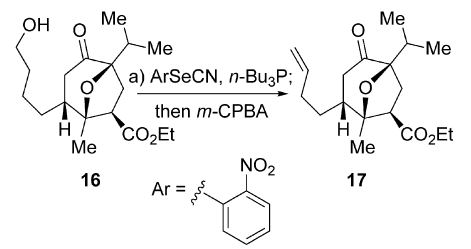 OH
O
Me
Me
O
H
Me
CO2Et
16
a) ArSeCN, n-Bu3P;
then m-CPBA
Ar =
NO2
O
Me
Me
O
H
Me
CO2Et
17